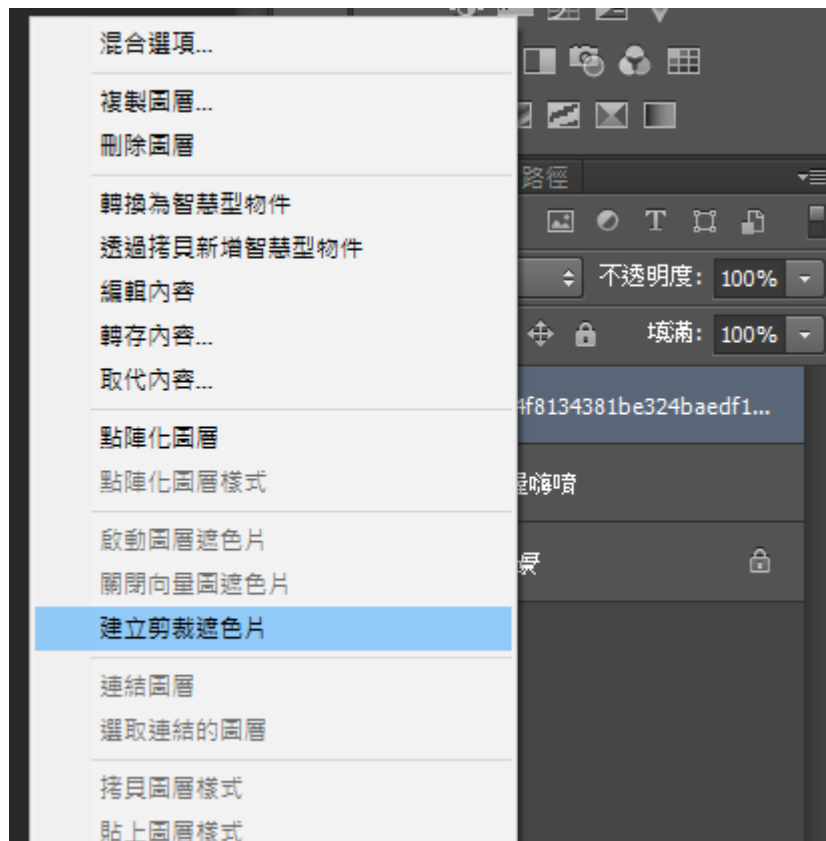 混合選項...
複製圖層...
刪除圖層
轉換為智慧型物件
透過拷貝新增智慧型物件
編輯內容
轉存內容...
取代內容...
點陣化圖層
點陣化圖層樣式
啟動圖層遮色片
關閉向量圖遮色片
建立剪裁遮色片
連結圖層
選取連結的圖層
拷貝圖層樣式
貼上圖層樣式
路徑
不透明度: 100%
填滿: 100%
4f8134381be324baedf1...
嗨噴
景